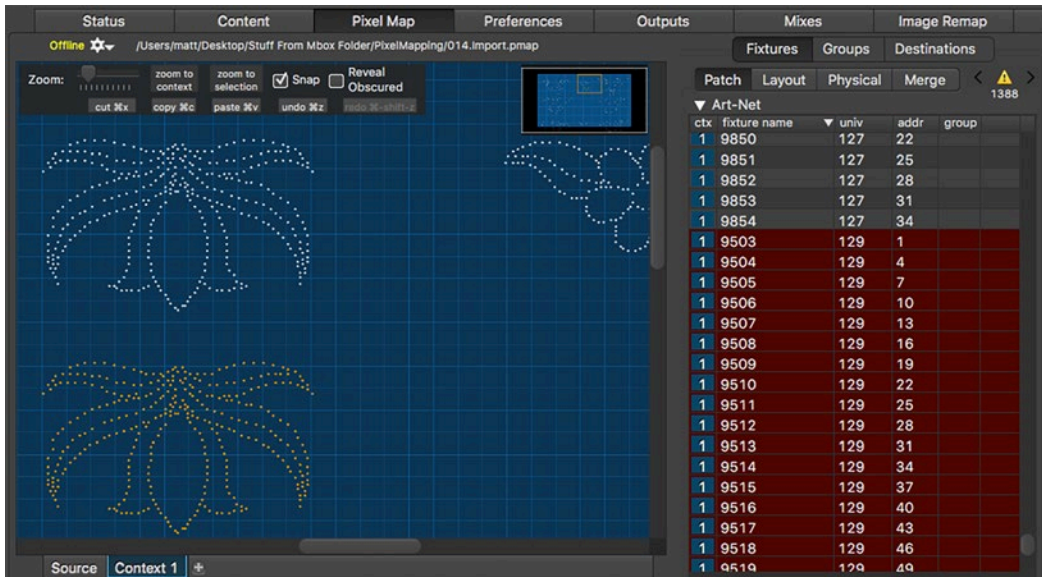 Status Content Pixel Map Preferences Outputs Mixes Image Remap
Offline /Users/matt/Desktop/Stuff From Mbox Folder/PixelMapping/014.Import.pmap
Fixtures Groups Destinations
Zoom: zoom to context zoom to selection Snap Reveal Obscured
cut ⌘x copy ⌘c paste ⌘v undo ⌘z redo ⌘-shift-z
Patch Layout Physical Merge < > 1388
▼ Art-Net
ctx fixture name ▼ univ addr group
1 9850 127 22
1 9851 127 25
1 9852 127 28
1 9853 127 31
1 9854 127 34
1 9503 129 1
1 9504 129 4
1 9505 129 7
1 9506 129 10
1 9507 129 13
1 9508 129 16
1 9509 129 19
1 9510 129 22
1 9511 129 25
1 9512 129 28
1 9513 129 31
1 9514 129 34
1 9515 129 37
1 9516 129 40
1 9517 129 43
1 9518 129 46
1 9519 129 49
Source Context 1 +